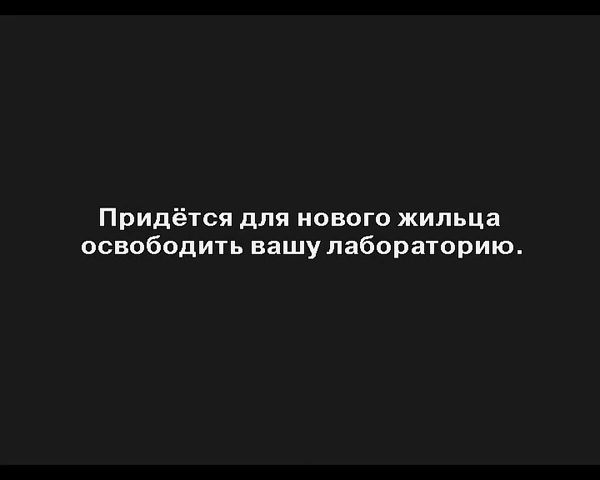 Придётся для нового жильца
освободить вашу лабораторию.